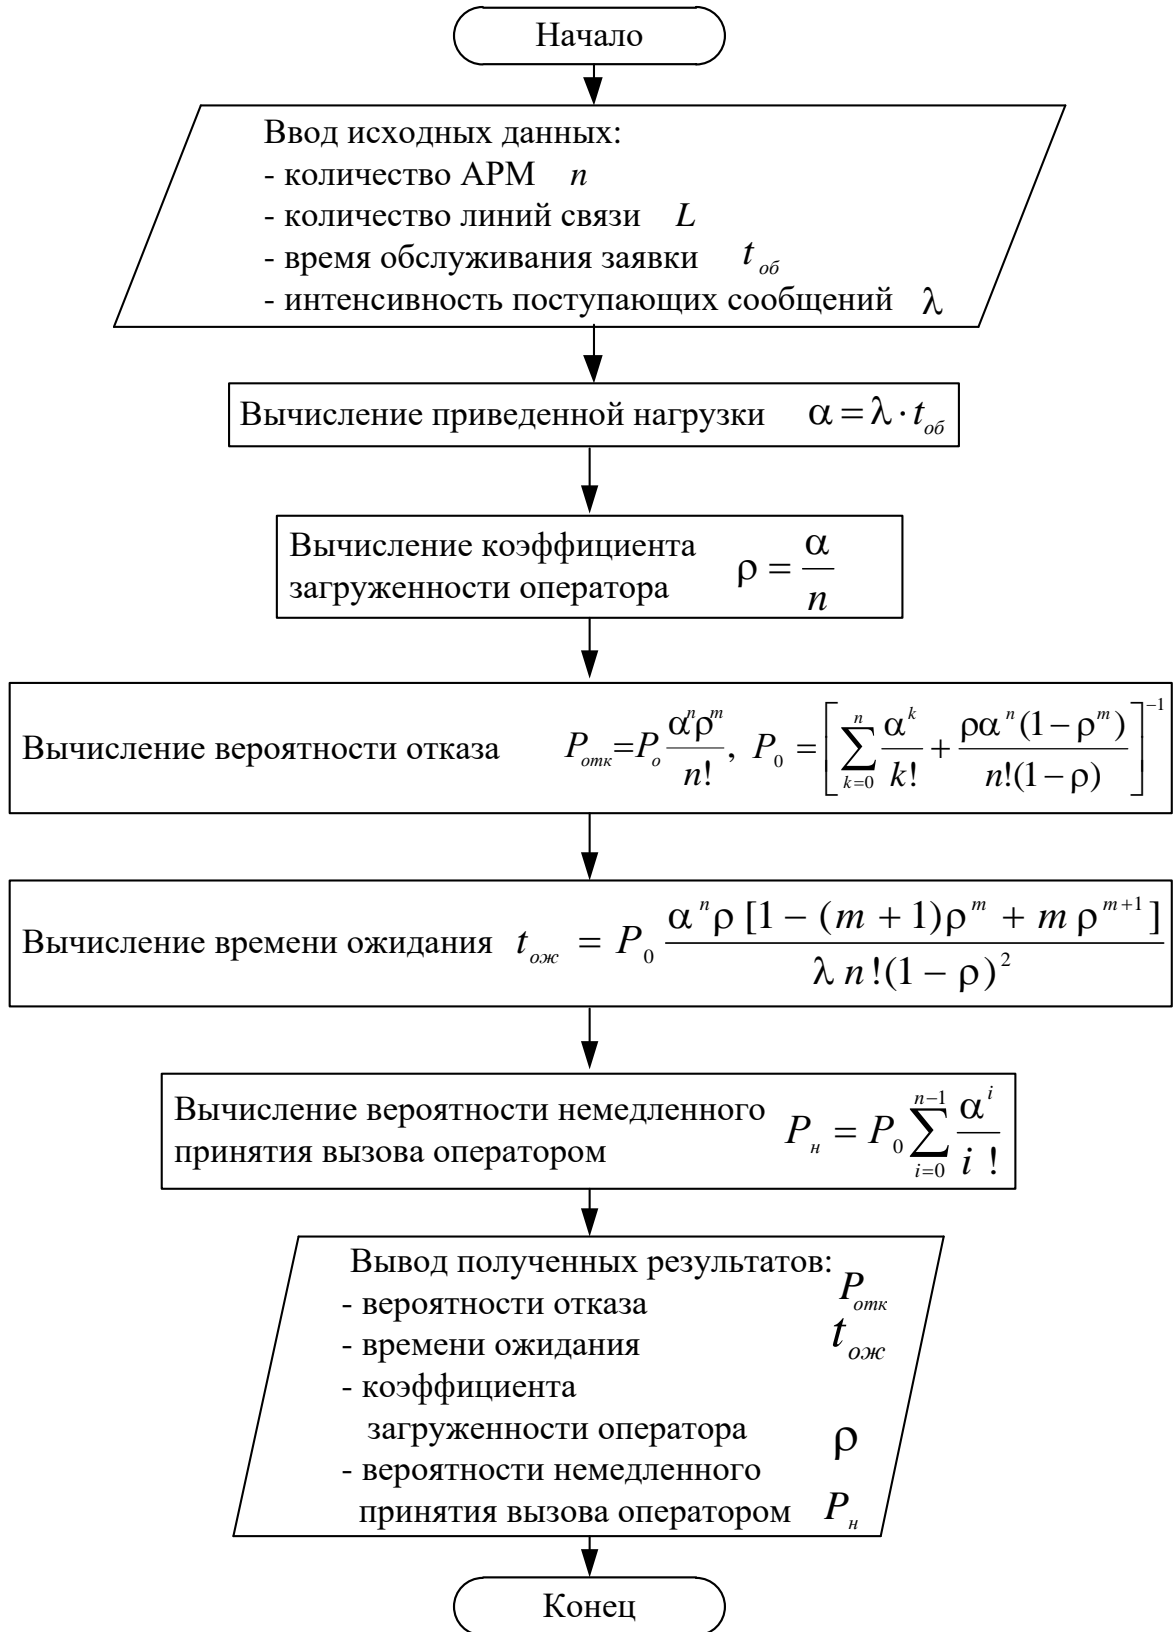 Начало
Ввод исходных данных:
- количество АРМ n
- количество линий связи L
- время обслуживания заявки t_об
- интенсивность поступающих сообщений λ
Вычисление приведенной нагрузки α = λ · t_об
Вычисление коэффициента
загруженности оператора ρ = α / n
Вычисление вероятности отказа P_отк = P_о α^n ρ^m / n!, P_0 = [ ∑_{k=0}^{n} α^k / k! + ρα^n (1 − ρ^m) / n!(1 − ρ) ]^{−1}
Вычисление времени ожидания t_ож = P_0 α^n ρ [1 − (m + 1)ρ^m + m ρ^{m+1}] / λ n!(1 − ρ)^2
Вычисление вероятности немедленного
принятия вызова оператором P_н = P_0 ∑_{i=0}^{n−1} α^i / i !
Вывод полученных результатов:
- вероятности отказа P_отк
- времени ожидания t_ож
- коэффициента
загруженности оператора ρ
- вероятности немедленного
принятия вызова оператором P_н
Конец